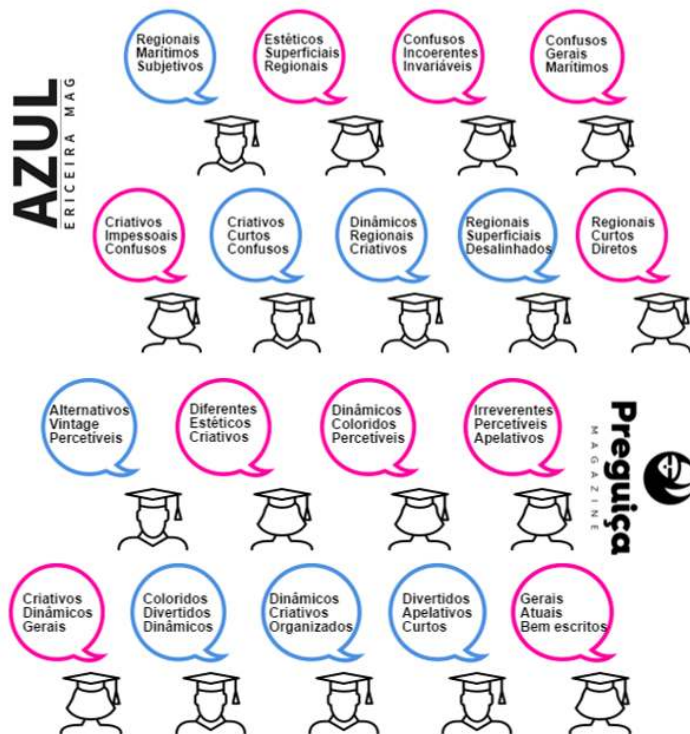 AZUL
ERICEIRA MAG
Regionais
Marítimos
Subjetivos
Estéticos
Superficiais
Regionais
Confusos
Incoerentes
Invariáveis
Confusos
Gerais
Marítimos
Criativos
Impessoais
Confusos
Criativos
Curtos
Confusos
Dinâmicos
Regionais
Criativos
Regionais
Superficiais
Desalinhados
Regionais
Curtos
Diretos
Alternativos
Vintage
Percetíveis
Diferentes
Estéticos
Criativos
Dinâmicos
Coloridos
Percetíveis
Irreverentes
Percetíveis
Apelativos
Preguiça
MAGAZINE
Criativos
Dinâmicos
Gerais
Coloridos
Divertidos
Dinâmicos
Dinâmicos
Criativos
Organizados
Divertidos
Apelativos
Curtos
Gerais
Atuais
Bem escritos